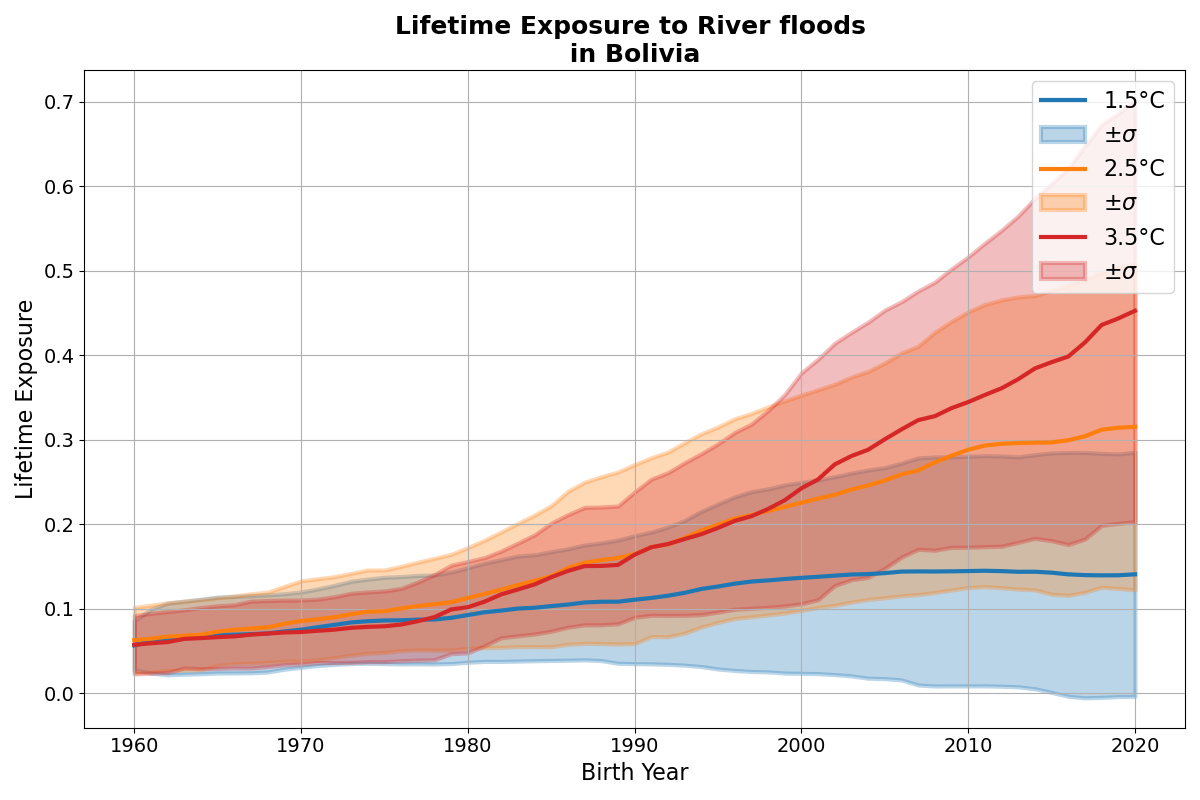 Lifetime Exposure to River floods
in Bolivia
1.5°C
±σ
2.5°C
±σ
3.5°C
±σ
Lifetime Exposure
0.7
0.6
0.5
0.4
0.3
0.2
0.1
0.0
1960 1970 1980 1990 2000 2010 2020
Birth Year